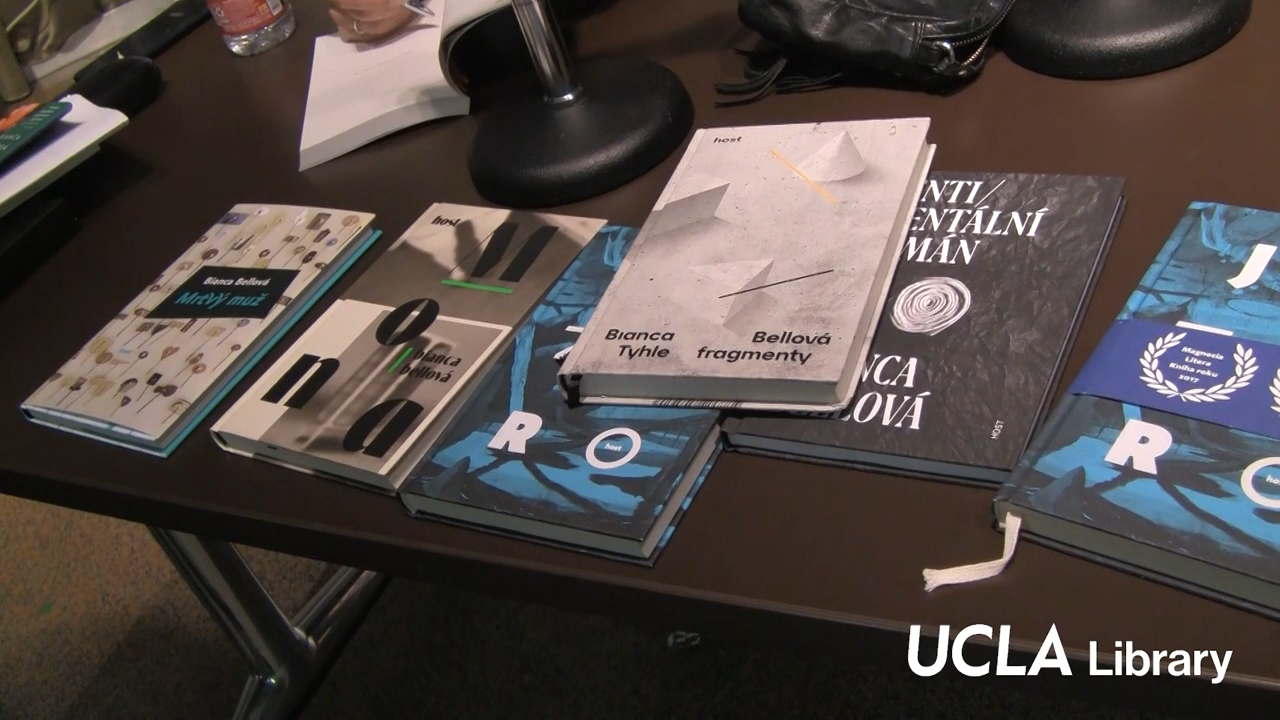 Bianca Bellová
Mrtvý muž
host
M
o
n
a
bianca
bellová
R O
host
host
Bianca Bellová
Tyhle fragmenty
NTI/
ENTÁLNÍ
MÁN
NCA
LOVÁ
HOST
J
Magnesia
Litera
Kniha roku
2017
R
UCLA Library